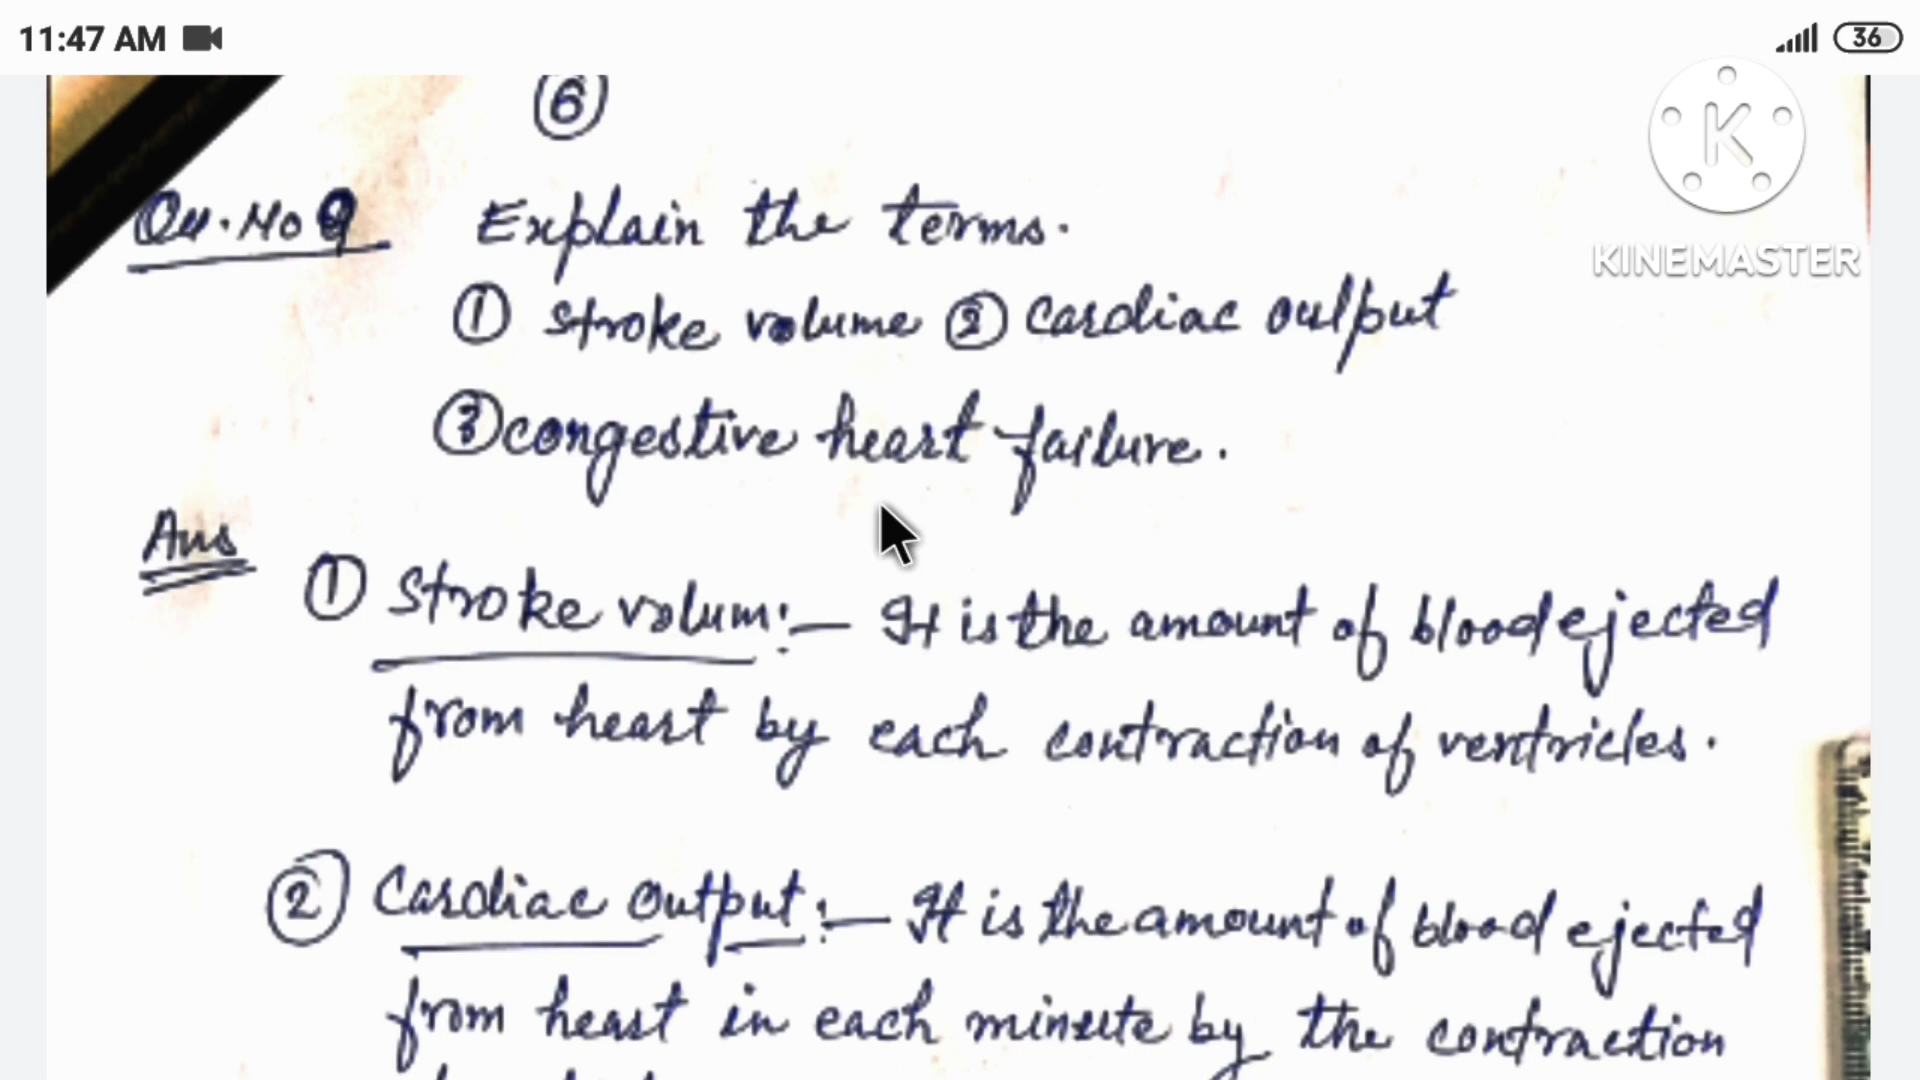 11:47 AM
36
⑥
KINEMASTER
Qu. No 9 Explain the terms.
① stroke volume ② cardiac output
③ congestive heart failure.
Ans
① Stroke volum:— It is the amount of blood ejected
from heart by each contraction of ventricles.
② Cardiac output:— It is the amount of blood ejected
from heart in each minute by the contraction